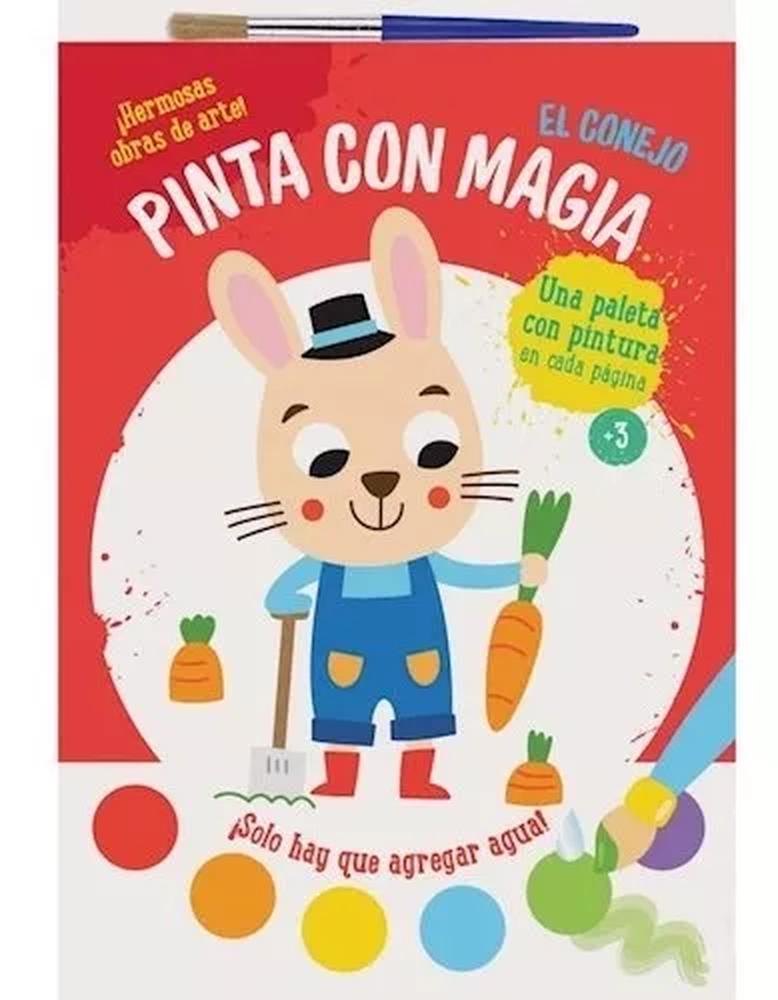 ¡Hermosas
obras de arte!
EL CONEJO
PINTA CON MAGIA
Una paleta
con pintura
en cada página
+3
¡Solo hay que agregar agua!